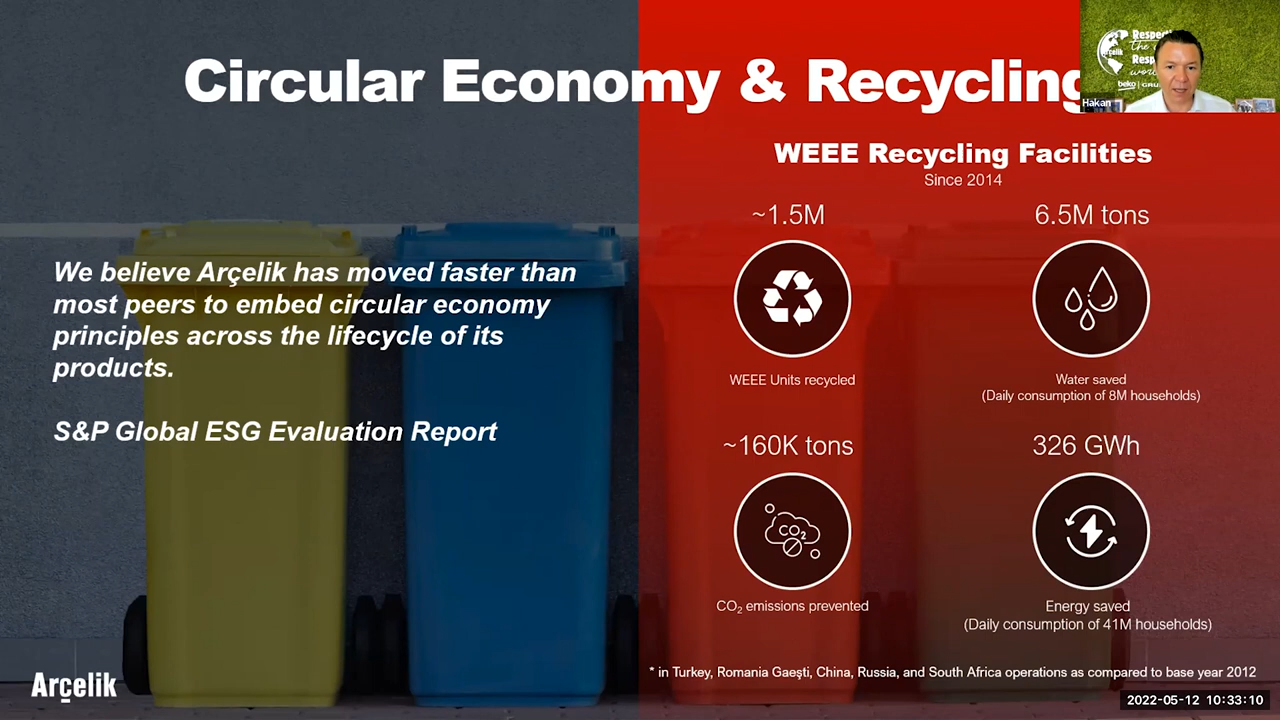 Circular Economy & Recycling
Hakan
beko
WEEE Recycling Facilities
Since 2014
~1.5M
6.5M tons
We believe Arçelik has moved faster than
most peers to embed circular economy
principles across the lifecycle of its
products.
S&P Global ESG Evaluation Report
WEEE Units recycled
Water saved
(Daily consumption of 8M households)
~160K tons
326 GWh
CO₂
CO₂ emissions prevented
Energy saved
(Daily consumption of 41M households)
* in Turkey, Romania Gaeşti, China, Russia, and South Africa operations as compared to base year 2012
Arçelik
2022-05-12 10:33:10